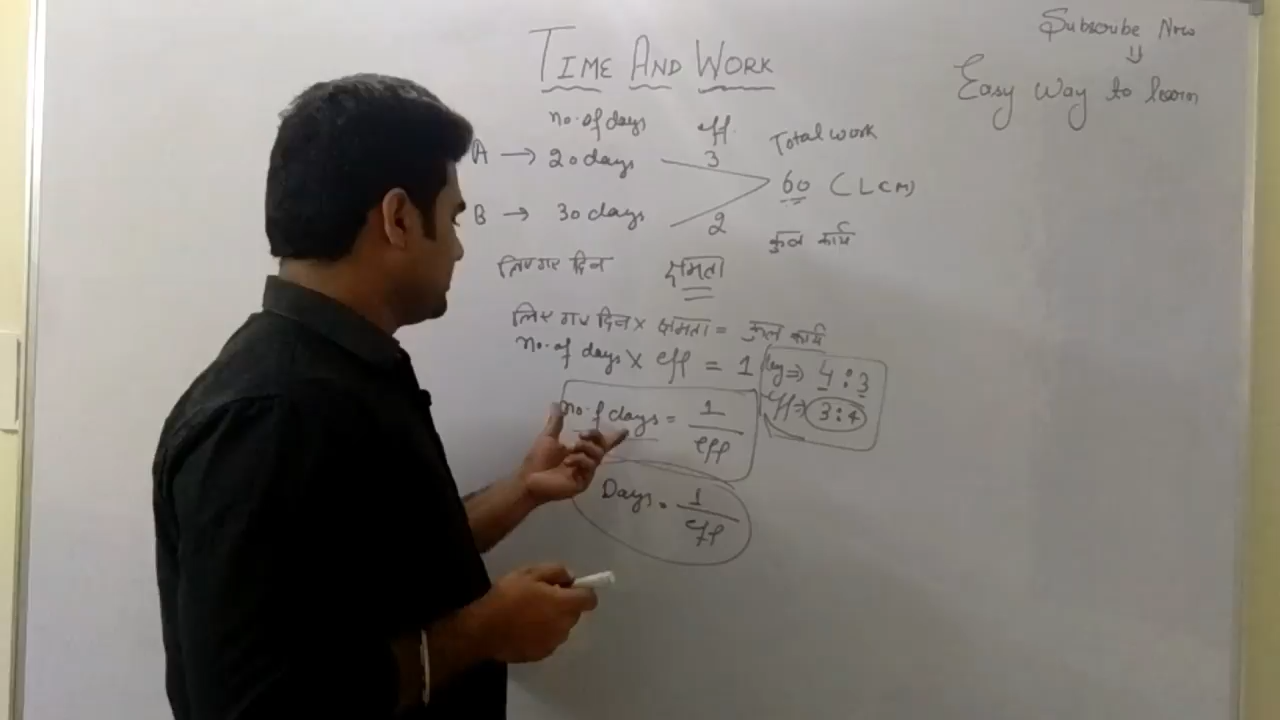 Subscribe Now
⇓
Easy Way to learn
TIME AND WORK
no. of days eff. Total work
A → 20 days 3
60 (LCM)
B → 30 days 2
कुल कार्य
लिए गए दिन क्षमता
लिए गए दिन × क्षमता = कुल कार्य
no. of days × eff = 1
⇒ 4 : 3
eff ⇒ 3 : 4
no. of days = 1/eff
Days = 1/eff